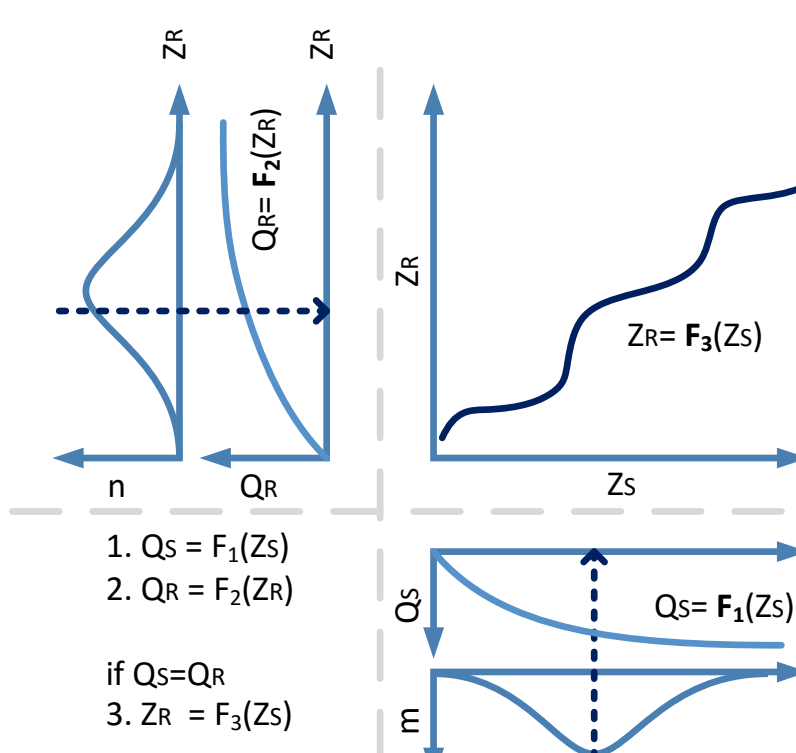 ZR
ZR
QR= F₂(ZR)
ZR
ZR= F₃(ZS)
n
QR
ZS
1. QS = F₁(ZS)
2. QR = F₂(ZR)
if QS=QR
3. ZR = F₃(ZS)
QS
QS= F₁(ZS)
m